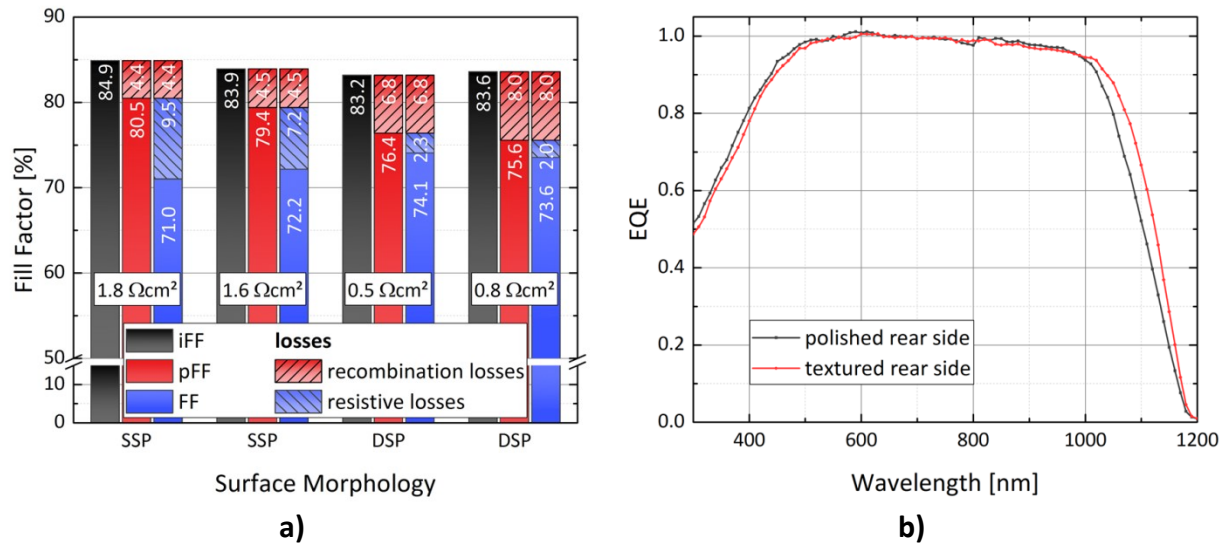 90
80
70
60
50
10
0
Fill Factor [%]
84.9
80.5
4.4
4.4
9.5
71.0
83.9
79.4
4.5
4.5
7.2
72.2
83.2
76.4
6.8
6.8
2.3
74.1
83.6
75.6
8.0
8.0
2.0
73.6
1.8 Ωcm² 1.6 Ωcm² 0.5 Ωcm² 0.8 Ωcm²
iFF losses
pFF recombination losses
FF resistive losses
SSP SSP DSP DSP
Surface Morphology
a)
1.0
0.8
0.6
0.4
0.2
0.0
EQE
polished rear side
textured rear side
400 600 800 1000 1200
Wavelength [nm]
b)